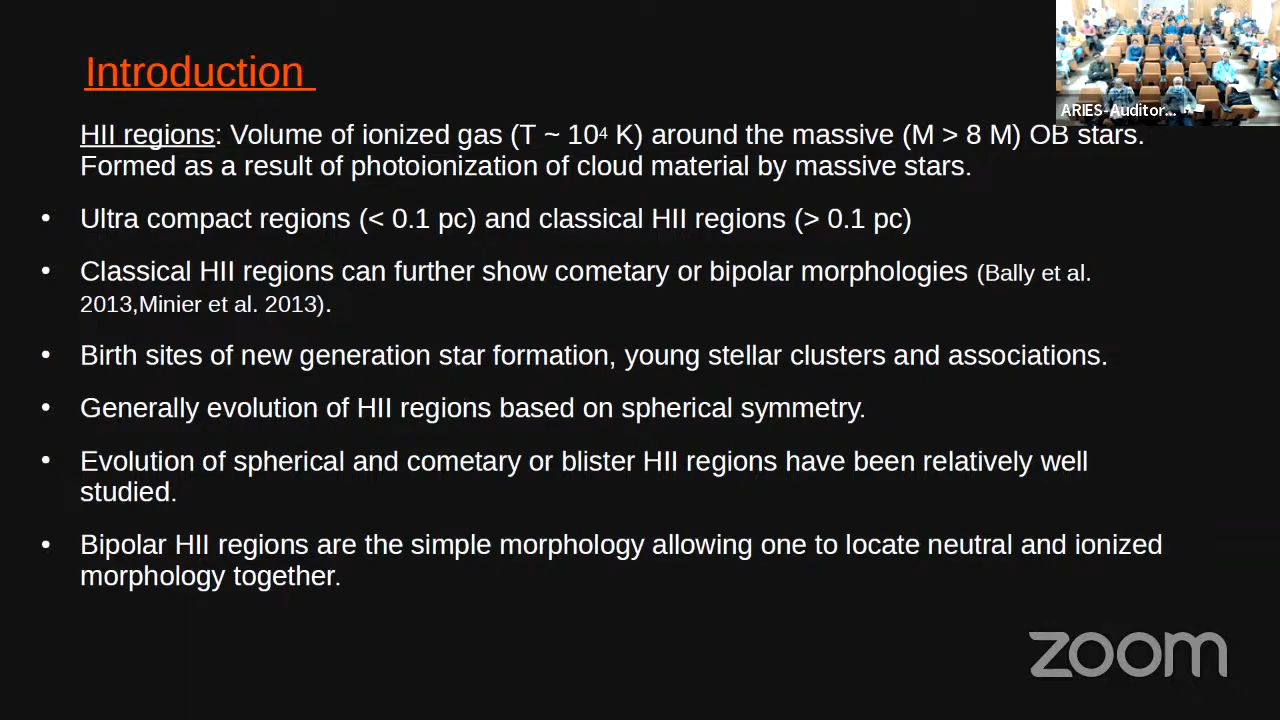 Introduction
ARIES-Auditor...
HII regions: Volume of ionized gas (T ~ 10⁴ K) around the massive (M > 8 M) OB stars.
Formed as a result of photoionization of cloud material by massive stars.
• Ultra compact regions (< 0.1 pc) and classical HII regions (> 0.1 pc)
• Classical HII regions can further show cometary or bipolar morphologies (Bally et al.
2013,Minier et al. 2013).
• Birth sites of new generation star formation, young stellar clusters and associations.
• Generally evolution of HII regions based on spherical symmetry.
• Evolution of spherical and cometary or blister HII regions have been relatively well
studied.
• Bipolar HII regions are the simple morphology allowing one to locate neutral and ionized
morphology together.
zoom